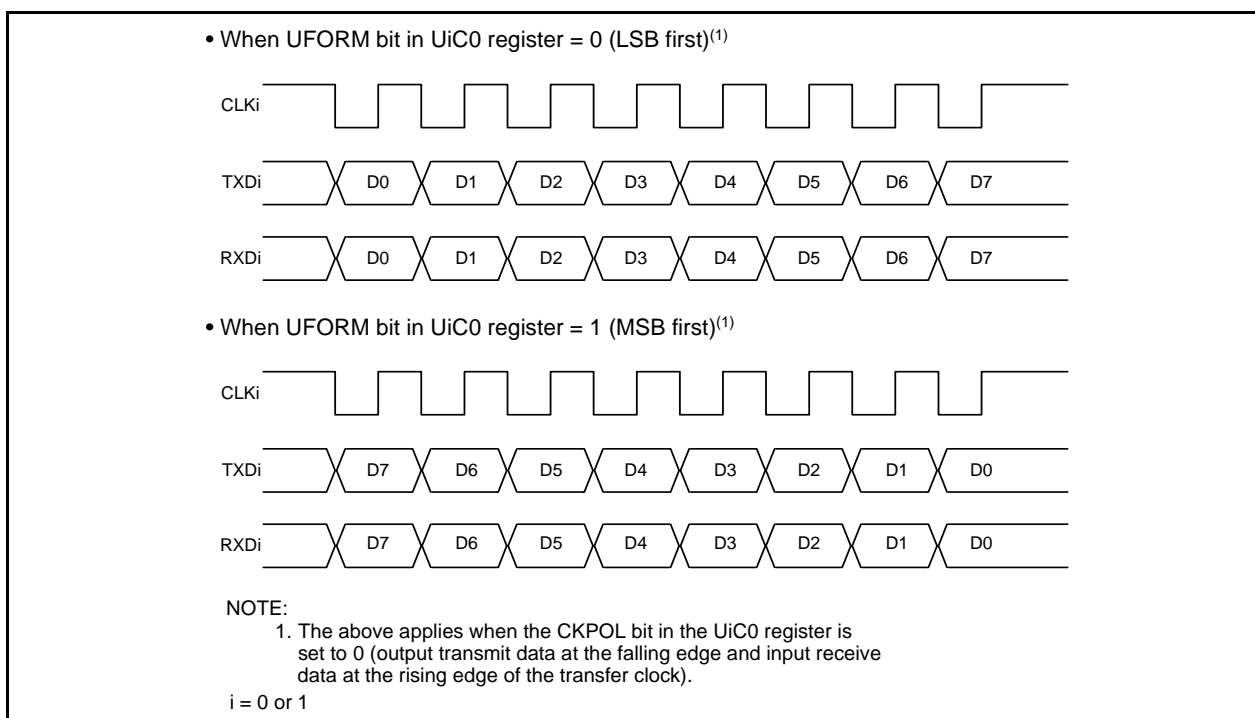 • When UFORM bit in UiC0 register = 0 (LSB first)(1)
CLKi
TXDi D0 D1 D2 D3 D4 D5 D6 D7
RXDi D0 D1 D2 D3 D4 D5 D6 D7
• When UFORM bit in UiC0 register = 1 (MSB first)(1)
CLKi
TXDi D7 D6 D5 D4 D3 D2 D1 D0
RXDi D7 D6 D5 D4 D3 D2 D1 D0
NOTE:
1. The above applies when the CKPOL bit in the UiC0 register is
set to 0 (output transmit data at the falling edge and input receive
data at the rising edge of the transfer clock).
i = 0 or 1